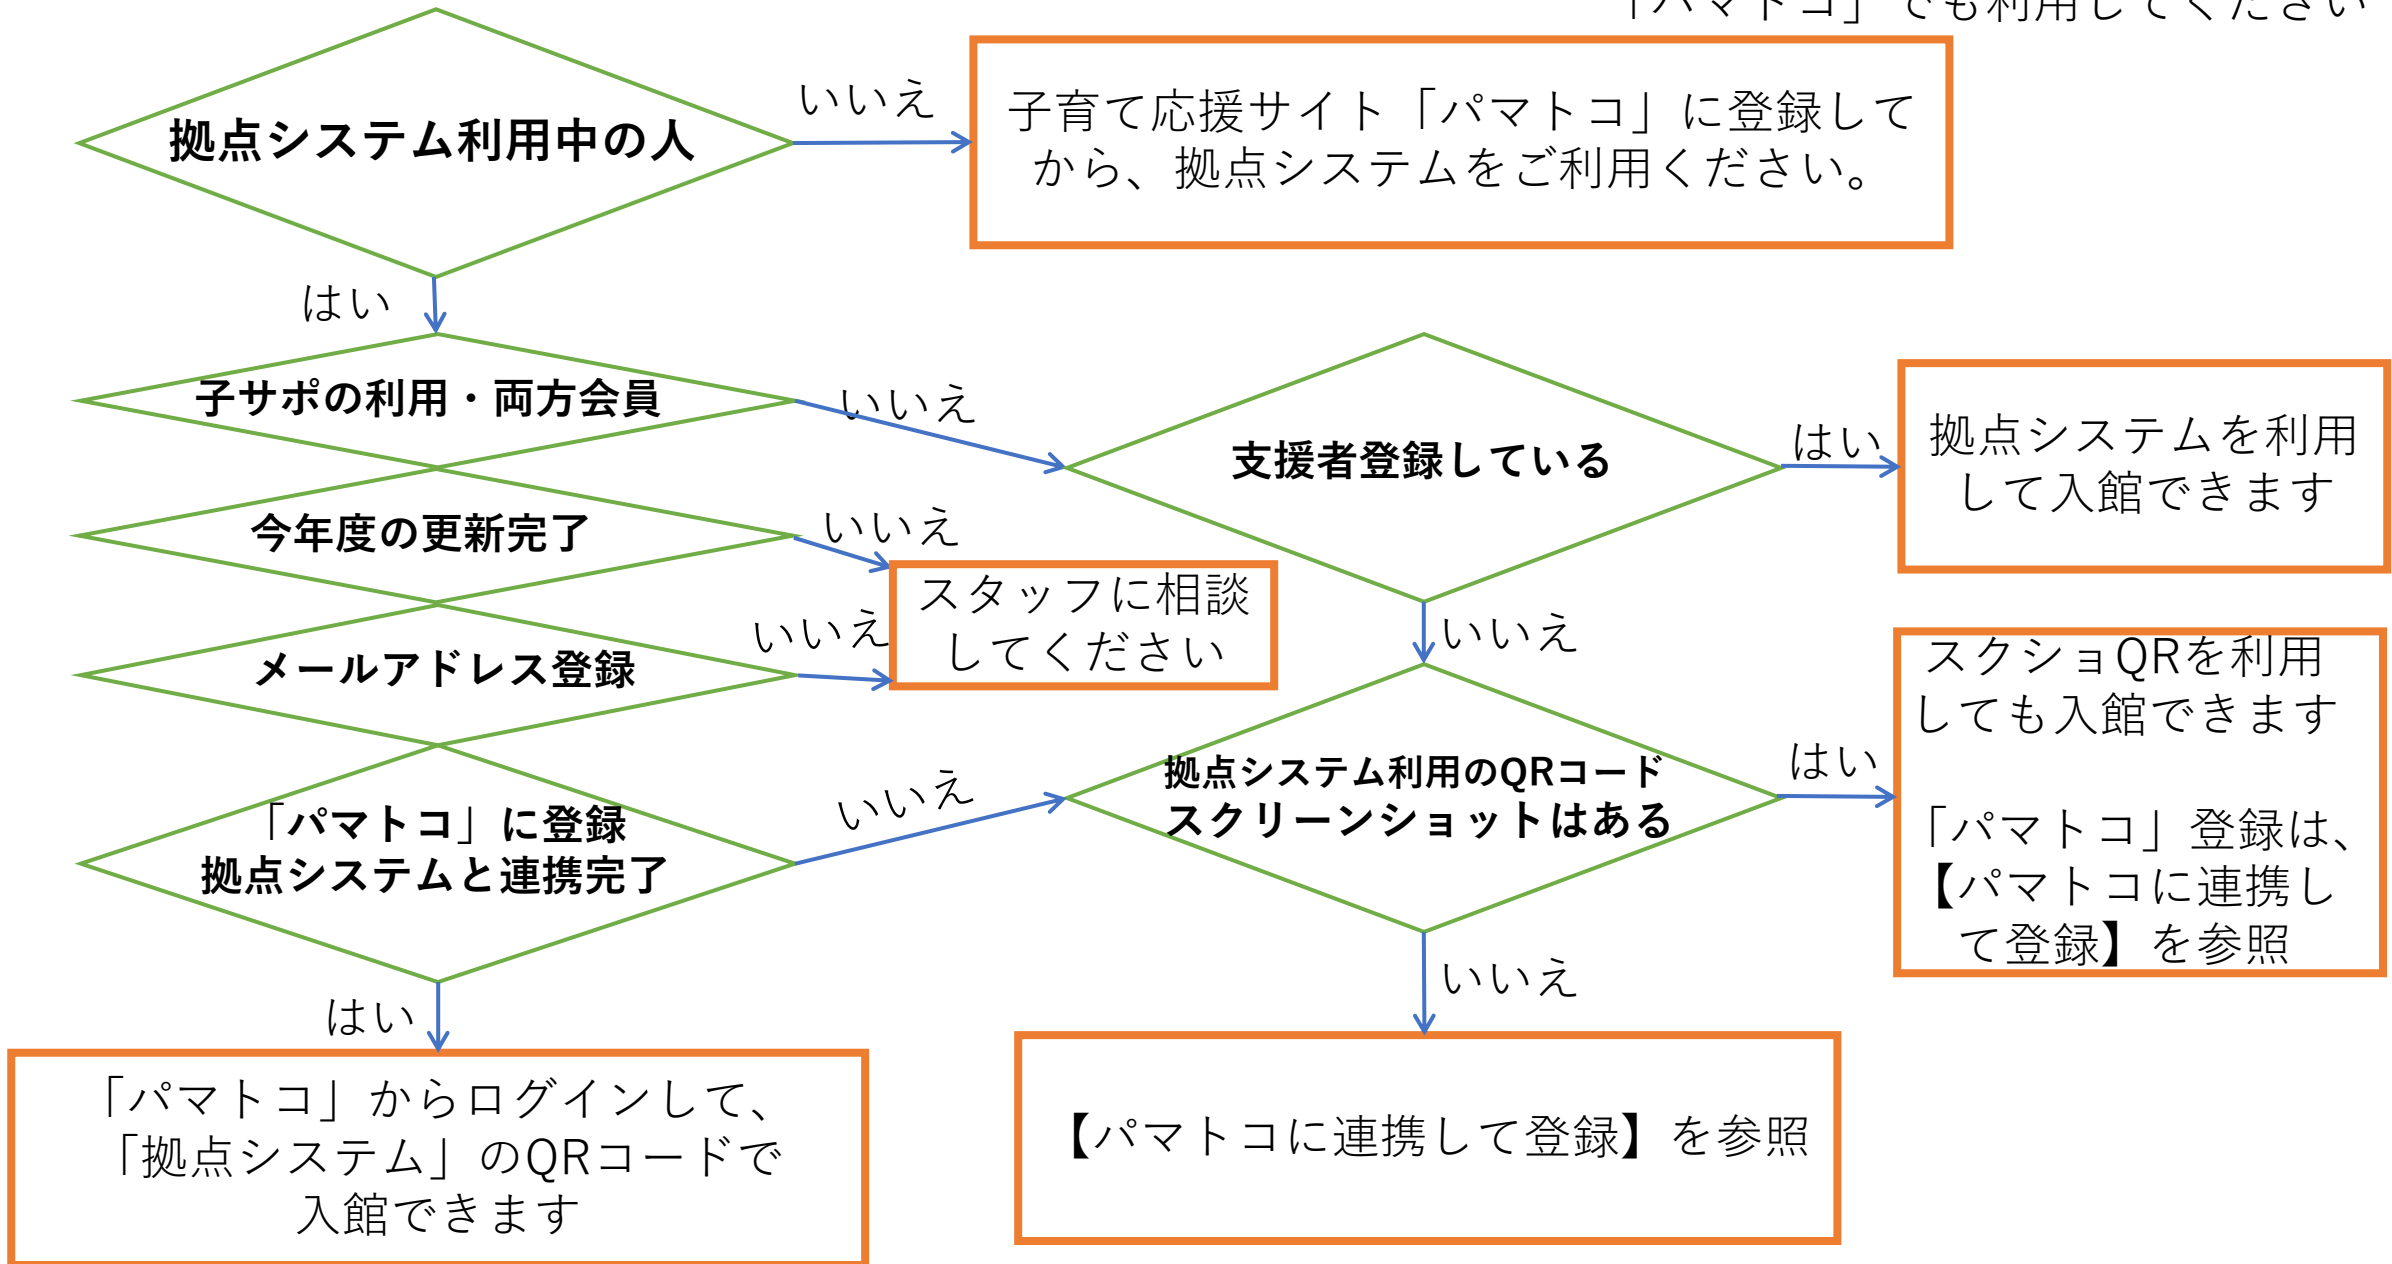 「パマトコ」でも利用してください
拠点システム利用中の人
いいえ
子育て応援サイト「パマトコ」に登録して
から、拠点システムをご利用ください。
はい
子サポの利用・両方会員
いいえ
支援者登録している
はい
拠点システムを利用
して入館できます
今年度の更新完了
いいえ
スタッフに相談
してください
メールアドレス登録
いいえ
いいえ
スクショQRを利用
しても入館できます
「パマトコ」登録は、
【パマトコに連携し
て登録】を参照
「パマトコ」に登録
拠点システムと連携完了
いいえ
拠点システム利用のQRコード
スクリーンショットはある
はい
はい
いいえ
「パマトコ」からログインして、
「拠点システム」のQRコードで
入館できます
【パマトコに連携して登録】を参照